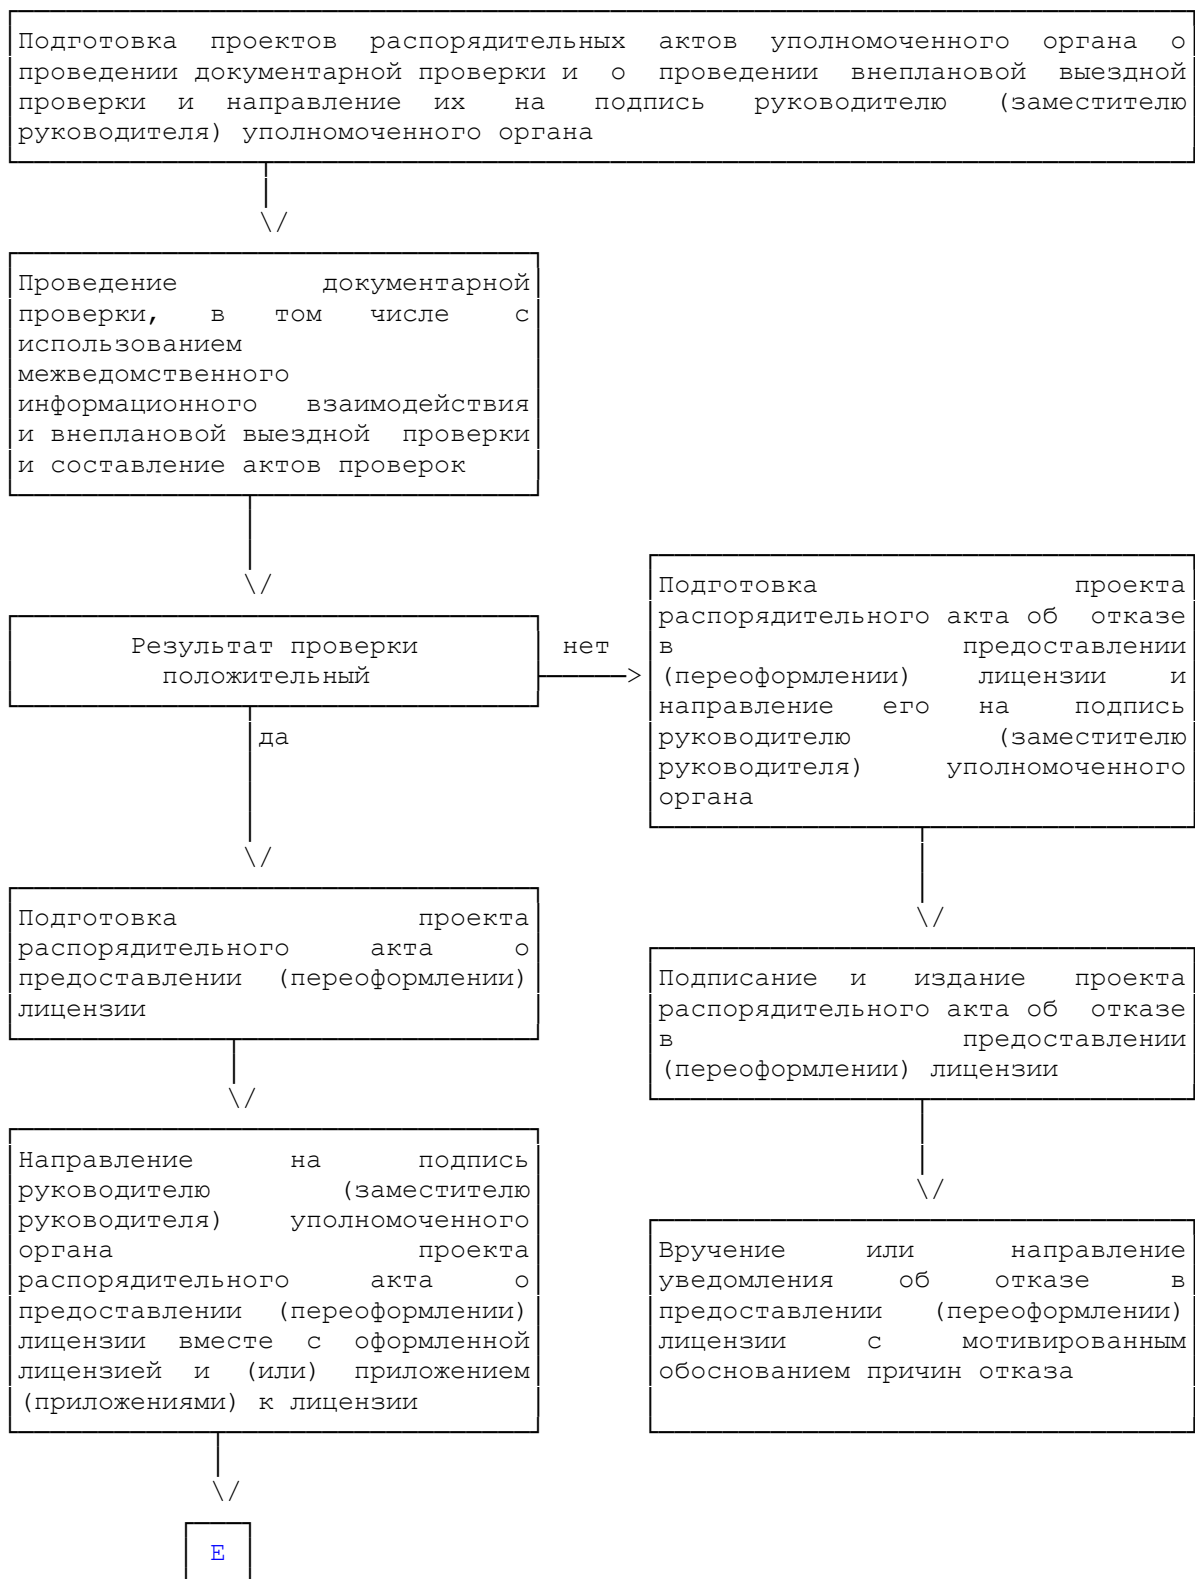 Подготовка проектов распорядительных актов уполномоченного органа о
проведении документарной проверки и о проведении внеплановой выездной
проверки и направление их на подпись руководителю (заместителю
руководителя) уполномоченного органа
Проведение документарной
проверки, в том числе с
использованием
межведомственного
информационного взаимодействия
и внеплановой выездной проверки
и составление актов проверок
Результат проверки
положительный
нет
да
Подготовка проекта
распорядительного акта об отказе
в предоставлении
(переоформлении) лицензии и
направление его на подпись
руководителю (заместителю
руководителя) уполномоченного
органа
Подготовка проекта
распорядительного акта о
предоставлении (переоформлении)
лицензии
Подписание и издание проекта
распорядительного акта об отказе
в предоставлении
(переоформлении) лицензии
Направление на подпись
руководителю (заместителю
руководителя) уполномоченного
органа проекта
распорядительного акта о
предоставлении (переоформлении)
лицензии вместе с оформленной
лицензией и (или) приложением
(приложениями) к лицензии
Вручение или направление
уведомления об отказе в
предоставлении (переоформлении)
лицензии с мотивированным
обоснованием причин отказа
Е